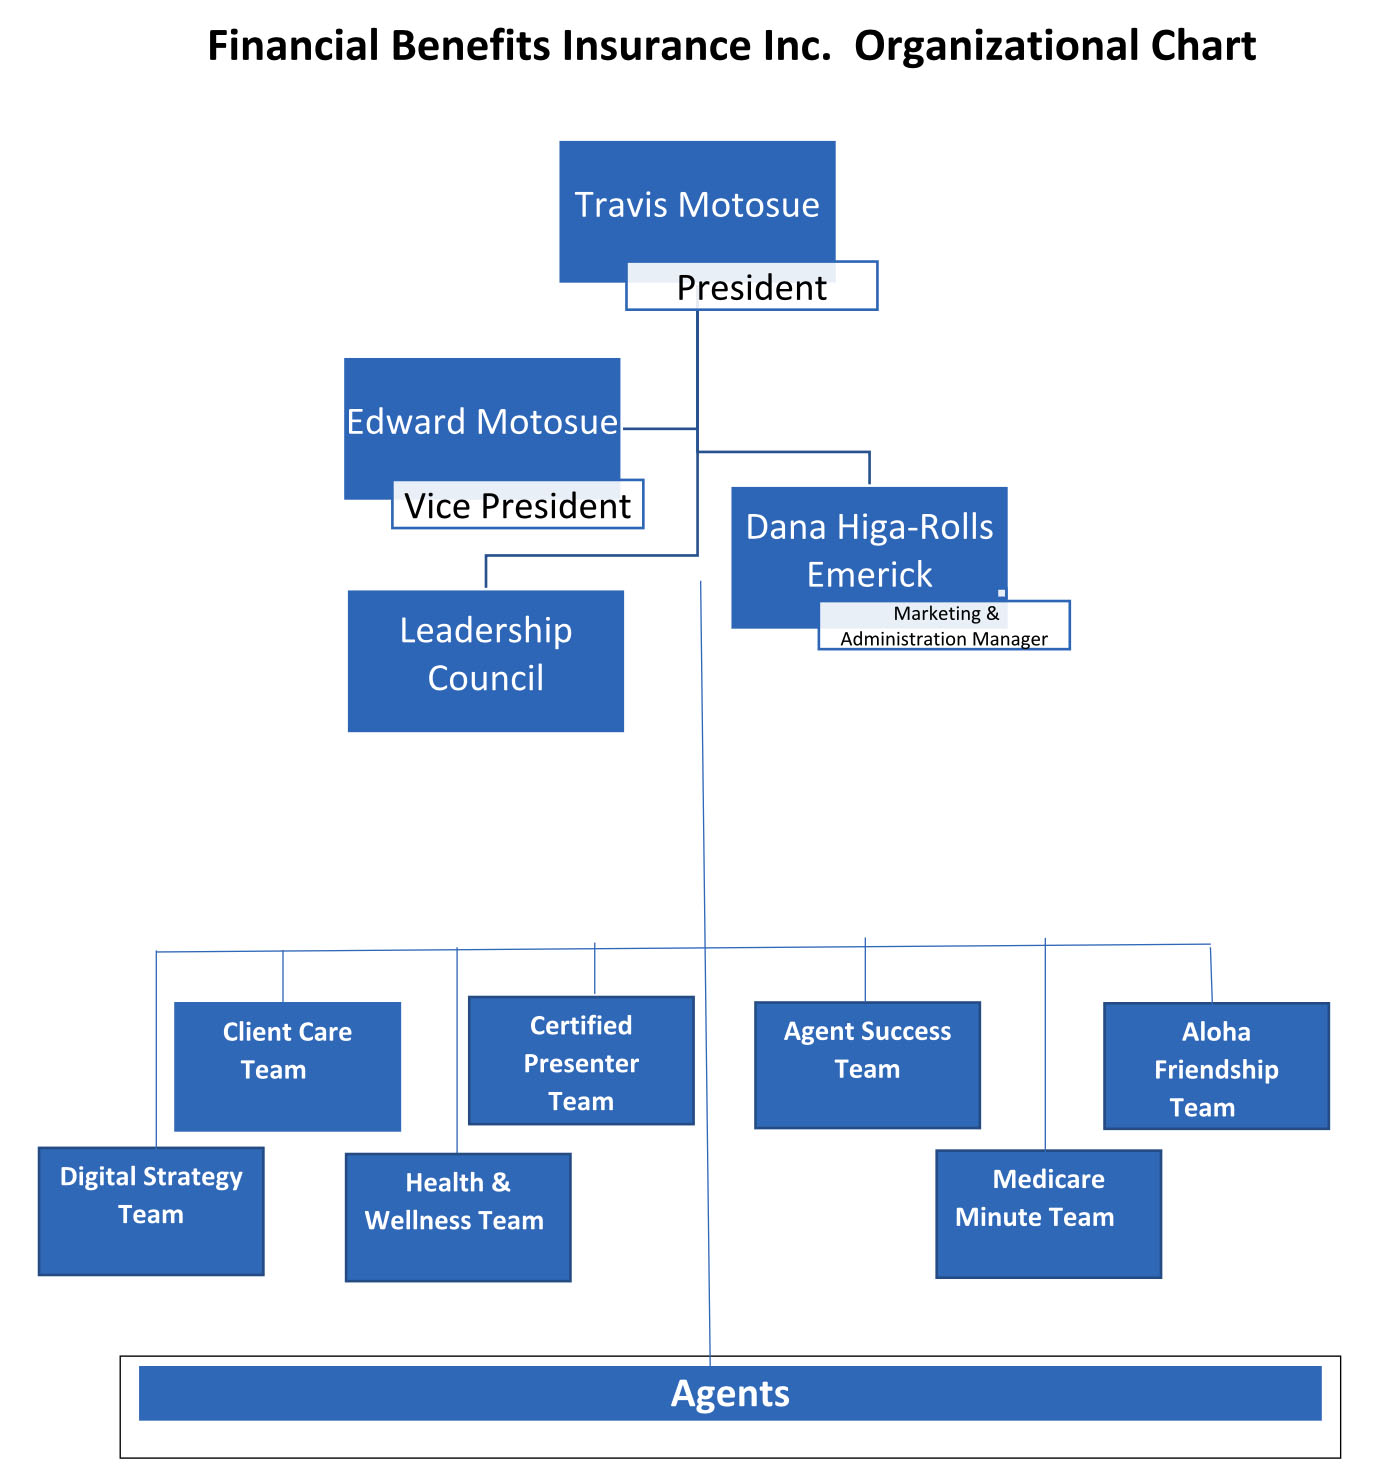 Financial Benefits Insurance Inc.  Organizational Chart
Travis Motosue
President
Edward Motosue
Vice President
Dana Higa-Rolls
Emerick
Marketing &
Administration Manager
Leadership
Council
Client Care
Team
Certified
Presenter
Team
Agent Success
Team
Aloha
Friendship
Team
Digital Strategy
Team
Health &
Wellness Team
Medicare
Minute Team
Agents